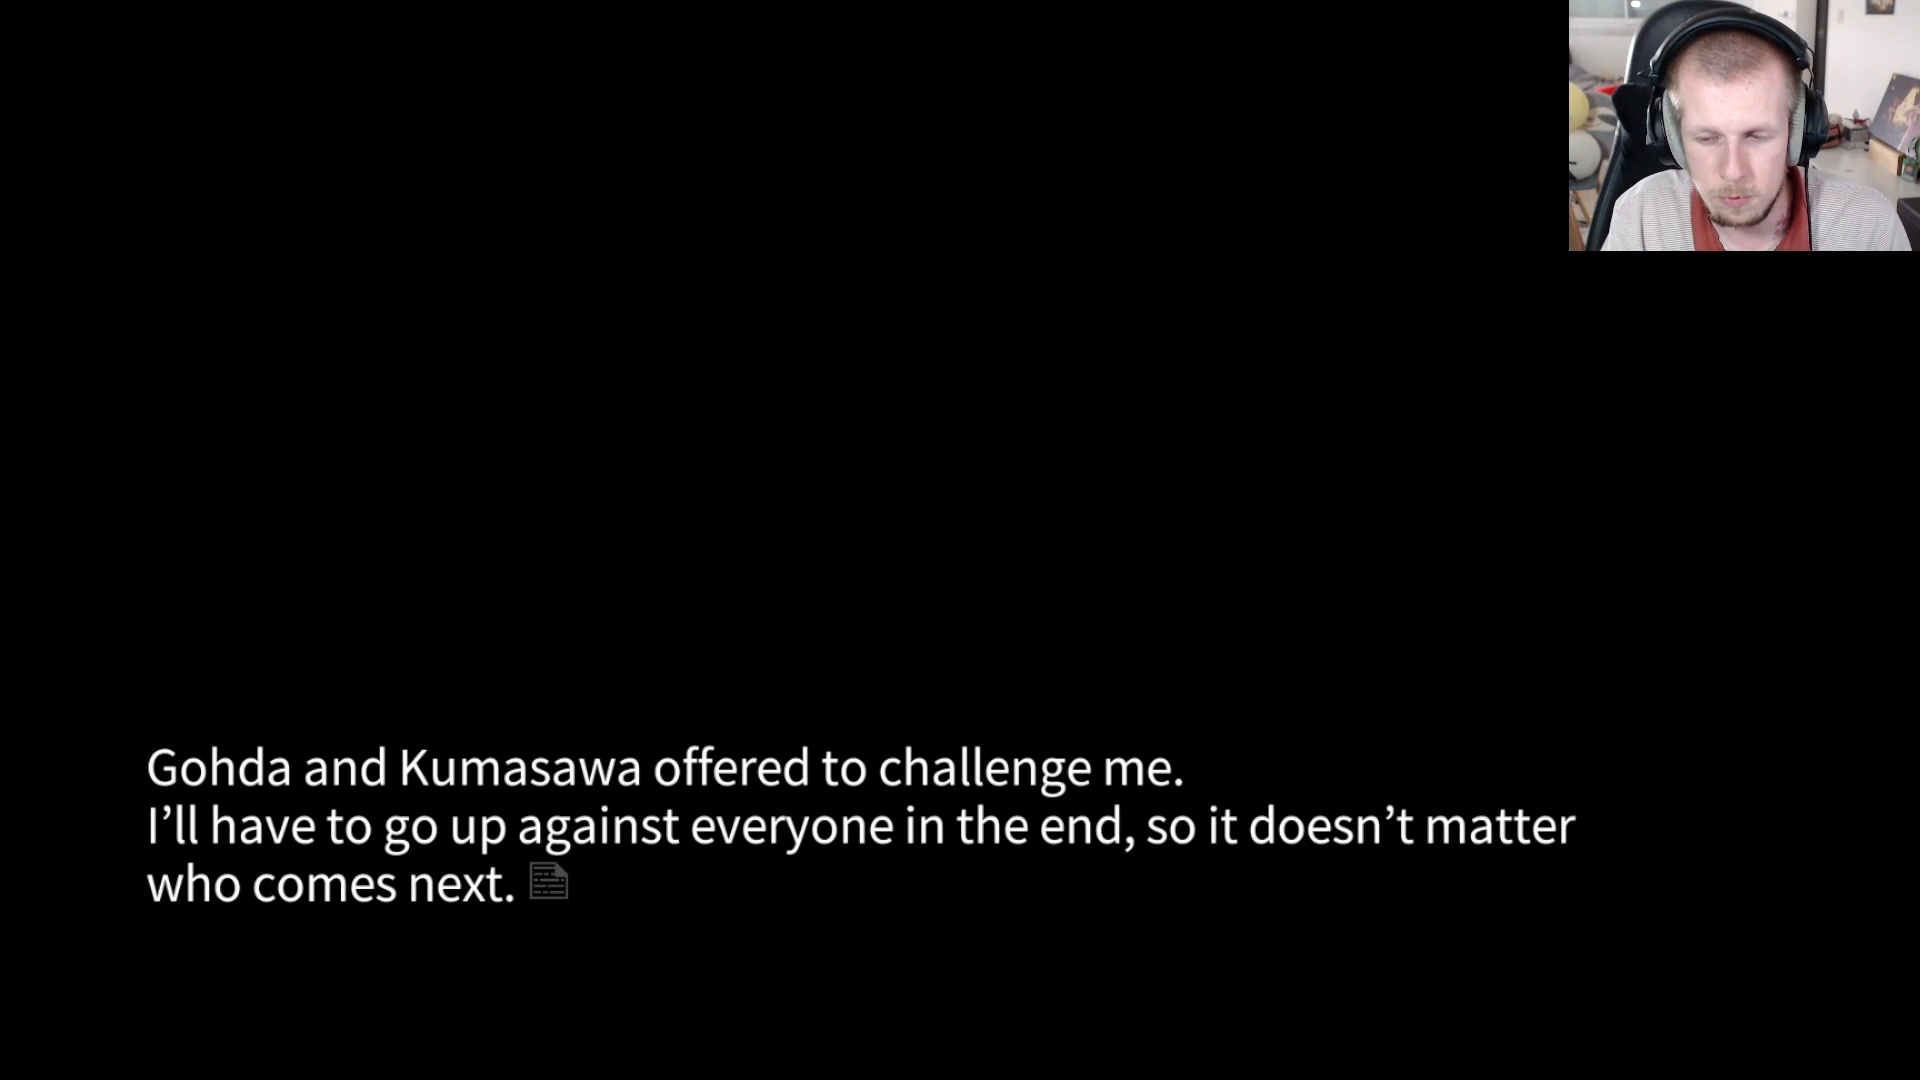 Gohda and Kumasawa offered to challenge me.
I’ll have to go up against everyone in the end, so it doesn’t matter
who comes next.